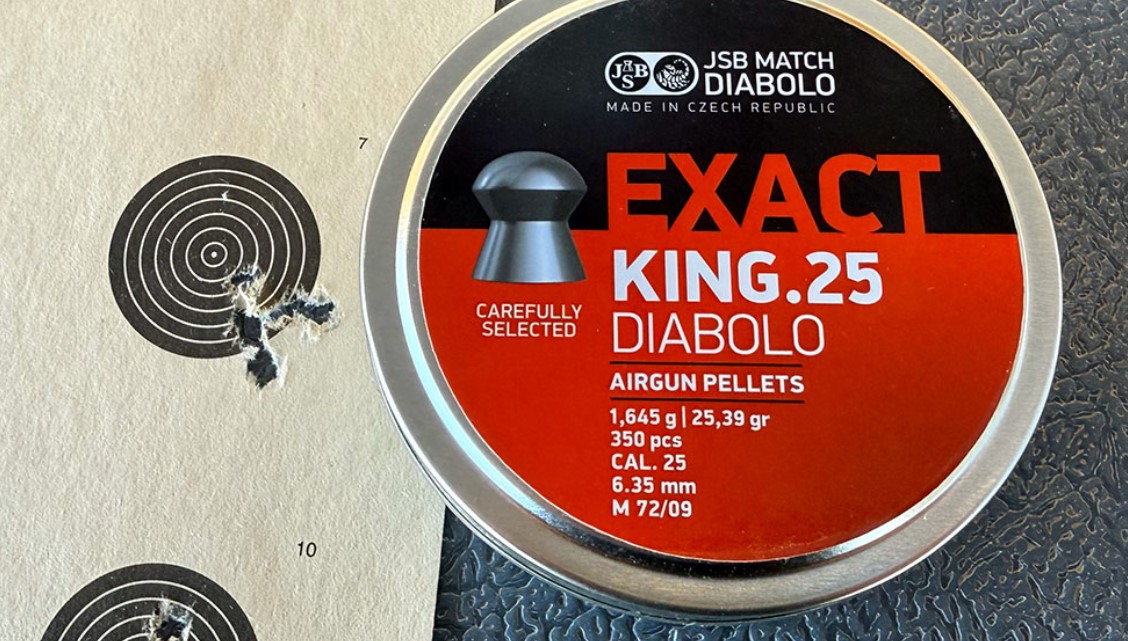 7
10
JSB
JSB MATCH
DIABOLO
MADE IN CZECH REPUBLIC
EXACT
KING.25
DIABOLO
CAREFULLY
SELECTED
AIRGUN PELLETS
1,645 g | 25,39 gr
350 pcs
CAL. 25
6.35 mm
M 72/09